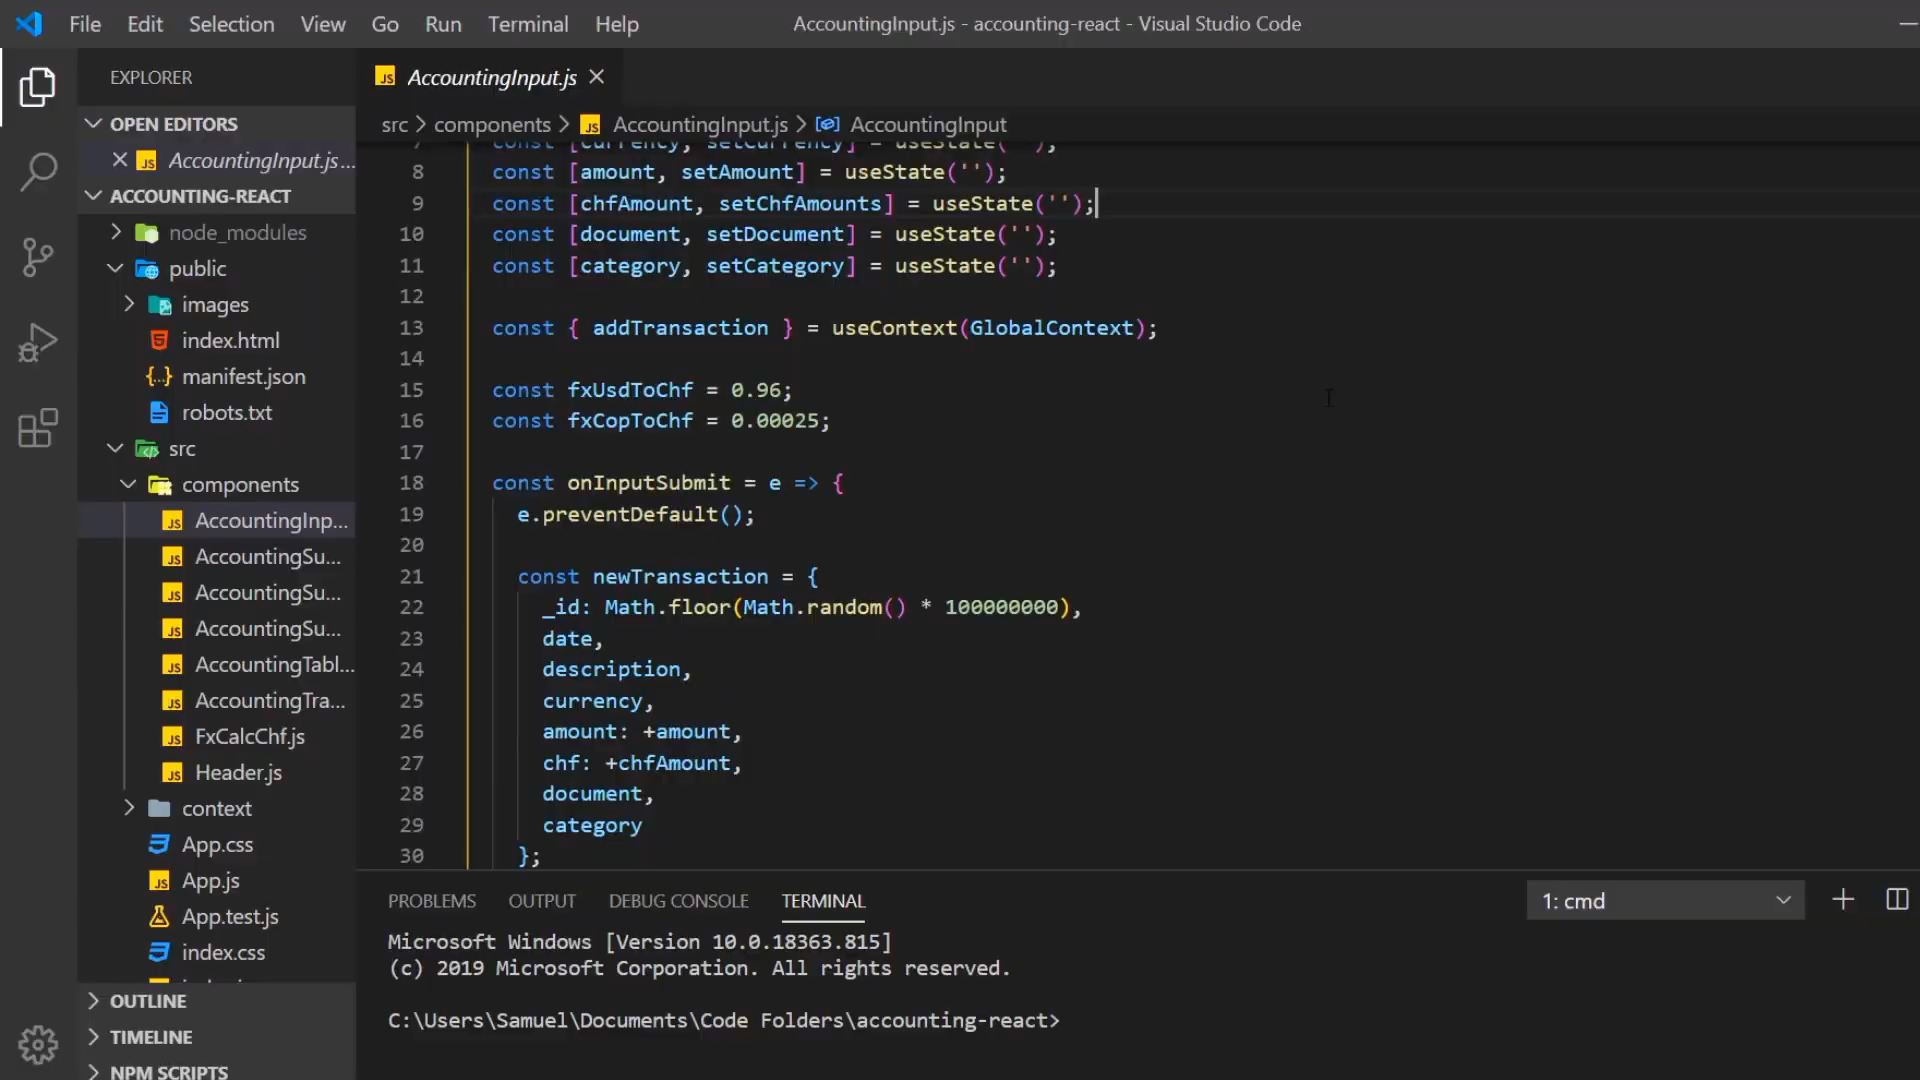 File Edit Selection View Go Run Terminal Help
AccountingInput.js - accounting-react - Visual Studio Code
EXPLORER
OPEN EDITORS
AccountingInput.js...
ACCOUNTING-REACT
node_modules
public
images
index.html
manifest.json
robots.txt
src
components
AccountingInp...
AccountingSu...
AccountingSu...
AccountingSu...
AccountingTabl...
AccountingTra...
FxCalcChf.js
Header.js
context
App.css
App.js
App.test.js
index.css
OUTLINE
TIMELINE
NPM SCRIPTS
AccountingInput.js
src > components > AccountingInput.js > AccountingInput
7 const [currency, setCurrency] = useState('');
8 const [amount, setAmount] = useState('');
9 const [chfAmount, setChfAmounts] = useState('');
10 const [document, setDocument] = useState('');
11 const [category, setCategory] = useState('');
12
13 const { addTransaction } = useContext(GlobalContext);
14
15 const fxUsdToChf = 0.96;
16 const fxCopToChf = 0.00025;
17
18 const onInputSubmit = e => {
19 e.preventDefault();
20
21 const newTransaction = {
22 _id: Math.floor(Math.random() * 100000000),
23 date,
24 description,
25 currency,
26 amount: +amount,
27 chf: +chfAmount,
28 document,
29 category
30 };
PROBLEMS OUTPUT DEBUG CONSOLE TERMINAL
1: cmd
Microsoft Windows [Version 10.0.18363.815]
(c) 2019 Microsoft Corporation. All rights reserved.
C:\Users\Samuel\Documents\Code Folders\accounting-react>